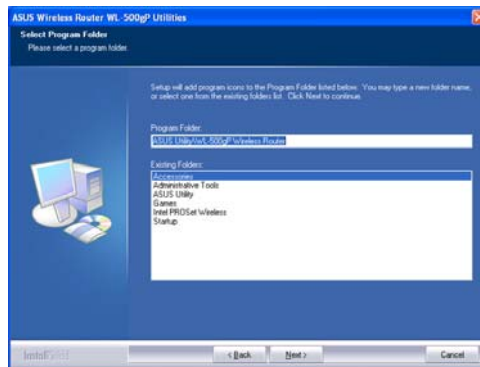 ASUS Wireless Router WL-500gP Utilities
Select Program Folder
Please select a program folder.
Setup will add program icons to the Program Folder listed below. You may type a new folder name, or select one from the existing folders list. Click Next to continue.
Program Folder:
ASUS Utility\WL-500gP Wireless Router
Existing Folders:
Accessories
Administrative Tools
ASUS Utility
Games
Intel PROSet Wireless
Startup
InstallShield
< Back
Next >
Cancel